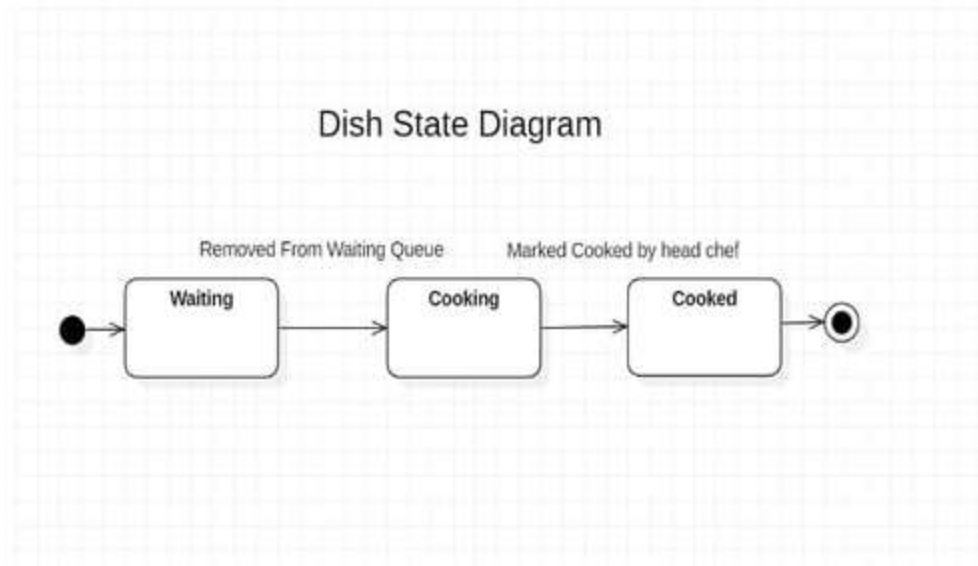 Dish State Diagram
Removed From Waiting Queue
Marked Cooked by head chef
Waiting
Cooking
Cooked